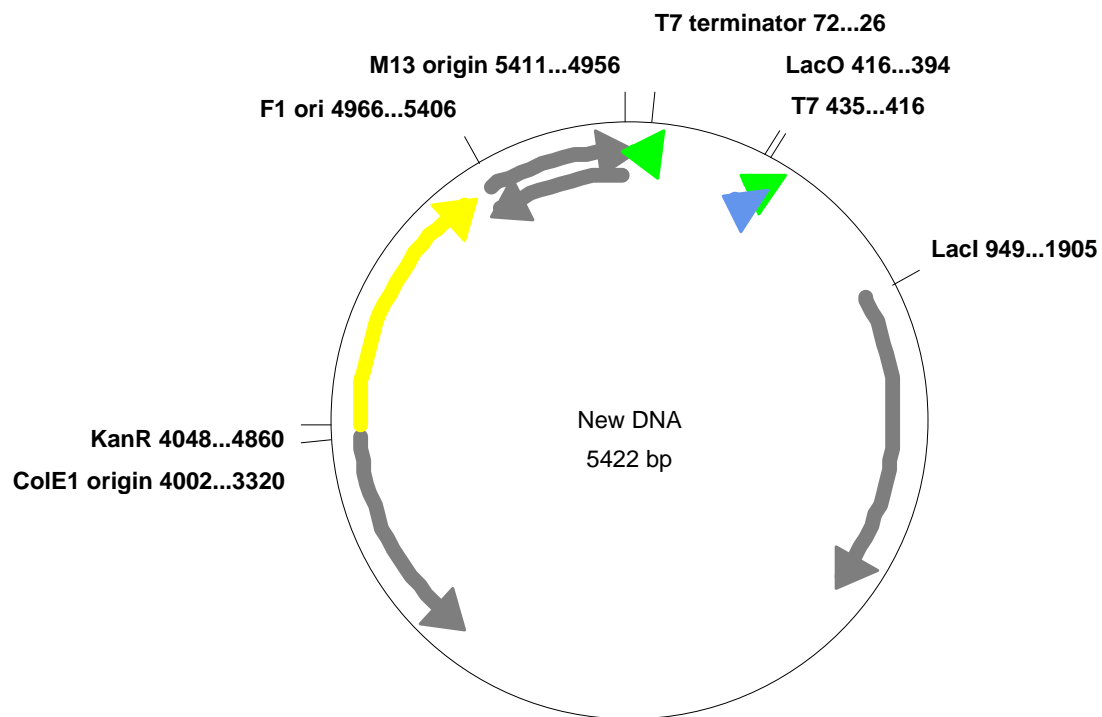 T7 terminator 72...26
M13 origin 5411...4956
LacO 416...394
F1 ori 4966...5406
T7 435...416
LacI 949...1905
New DNA
5422 bp
KanR 4048...4860
ColE1 origin 4002...3320